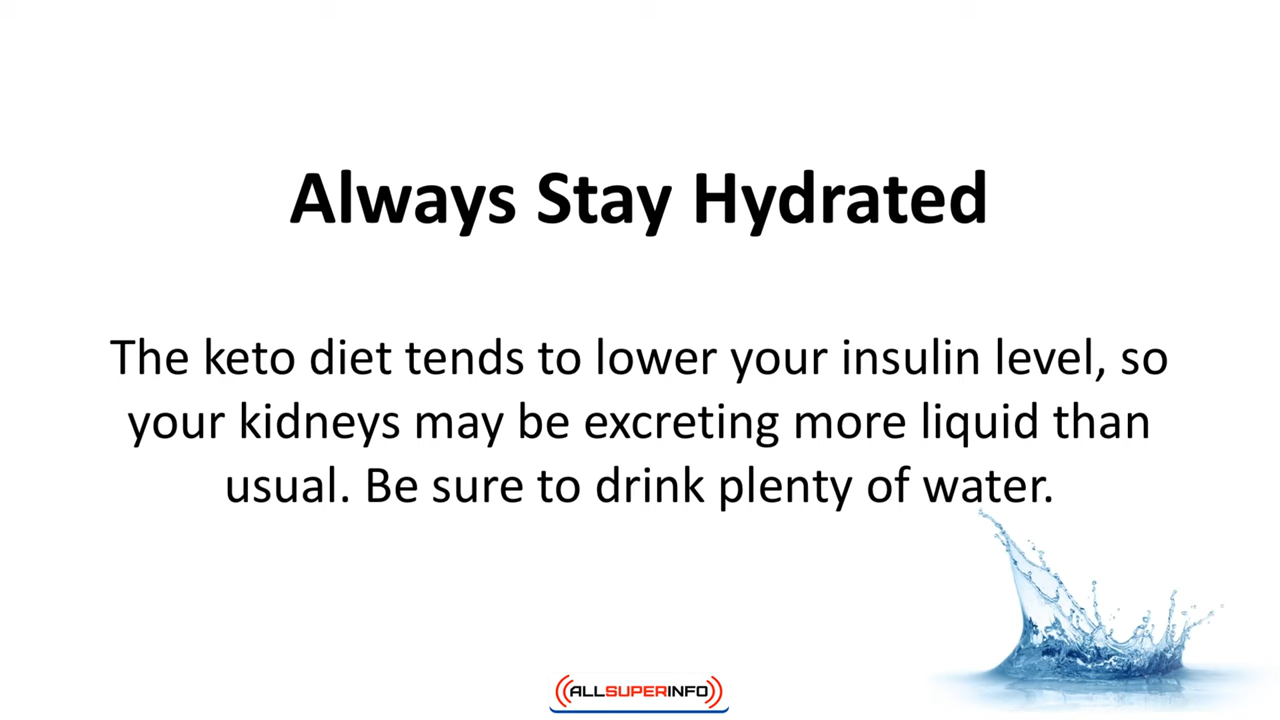 Always Stay Hydrated
The keto diet tends to lower your insulin level, so
your kidneys may be excreting more liquid than
usual. Be sure to drink plenty of water.
ALLSUPERINFO